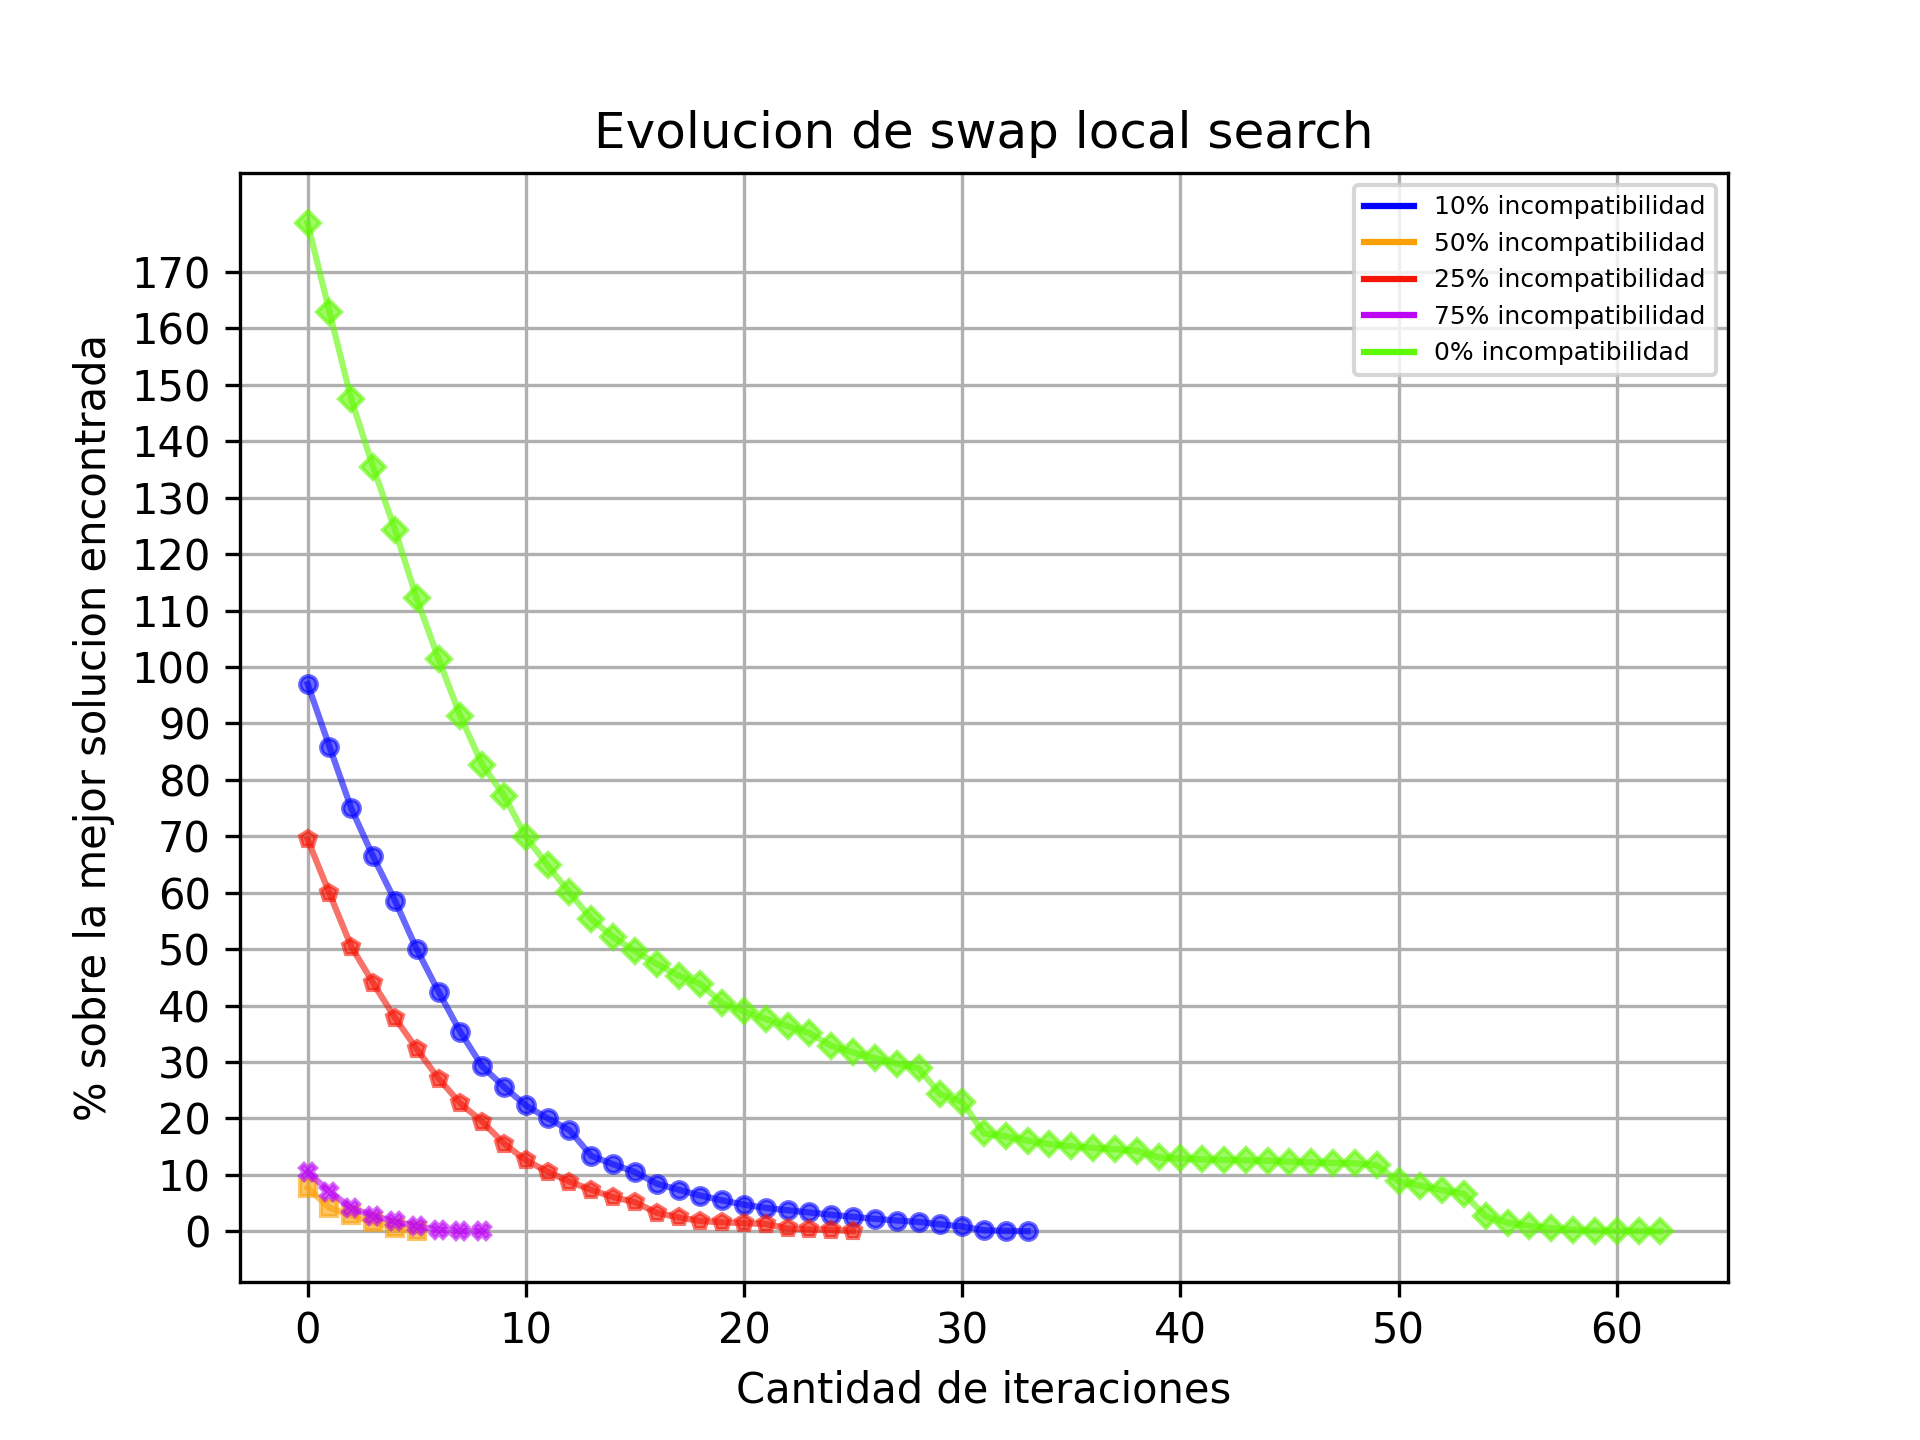 Evolucion de swap local search
10% incompatibilidad
50% incompatibilidad
25% incompatibilidad
75% incompatibilidad
0% incompatibilidad
% sobre la mejor solucion encontrada
170
160
150
140
130
120
110
100
90
80
70
60
50
40
30
20
10
0
0 10 20 30 40 50 60
Cantidad de iteraciones